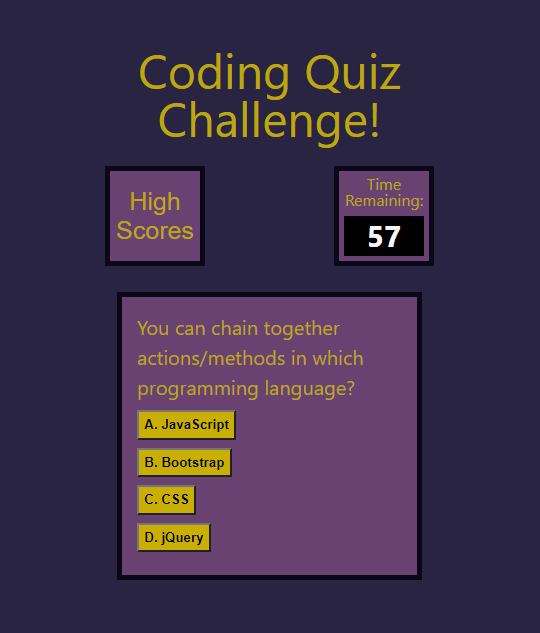 Coding Quiz
Challenge!
High
Scores
Time
Remaining:
57
You can chain together
actions/methods in which
programming language?
A. JavaScript
B. Bootstrap
C. CSS
D. jQuery